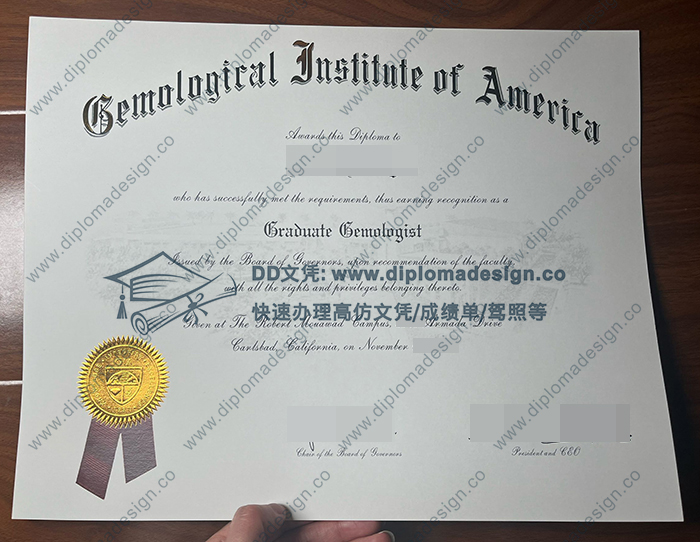 Gemological Institute of America
Awards this Diploma to
who has successfully met the requirements, thus earning recognition as a
Graduate Gemologist
Issued by the Board of Governors, upon recommendation of the faculty,
DD文凭: www.diplomadesign.co
with all the rights and privileges belonging thereto.
快速办理高仿文凭/成绩单/驾照等
Given at The Robert Mouawad Campus, Armada Drive
Carlsbad, California, on November
Chair of the Board of Governors
President and CEO
www.diplomadesign.co